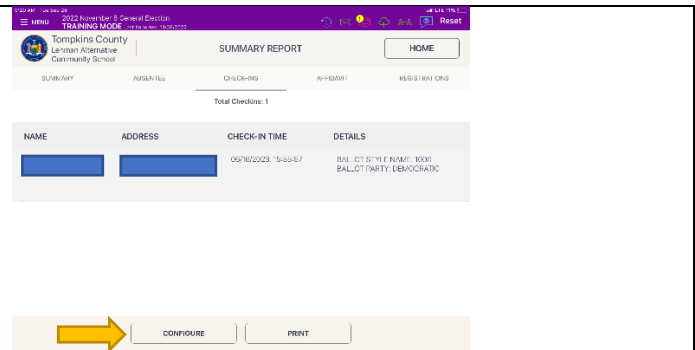 MENU
2022 November 8 General Election
TRAINING MODE
Reset
Tompkins County
Lehman Alternative
Community School
SUMMARY REPORT
HOME
SUMMARY ABSENTEE CHECK-INS AFFIDAVIT REGISTRATIONS
Total Checkins: 1
NAME ADDRESS CHECK-IN TIME DETAILS
BALLOT STYLE NAME: 1000
BALLOT PARTY: DEMOCRATIC
CONFIGURE PRINT